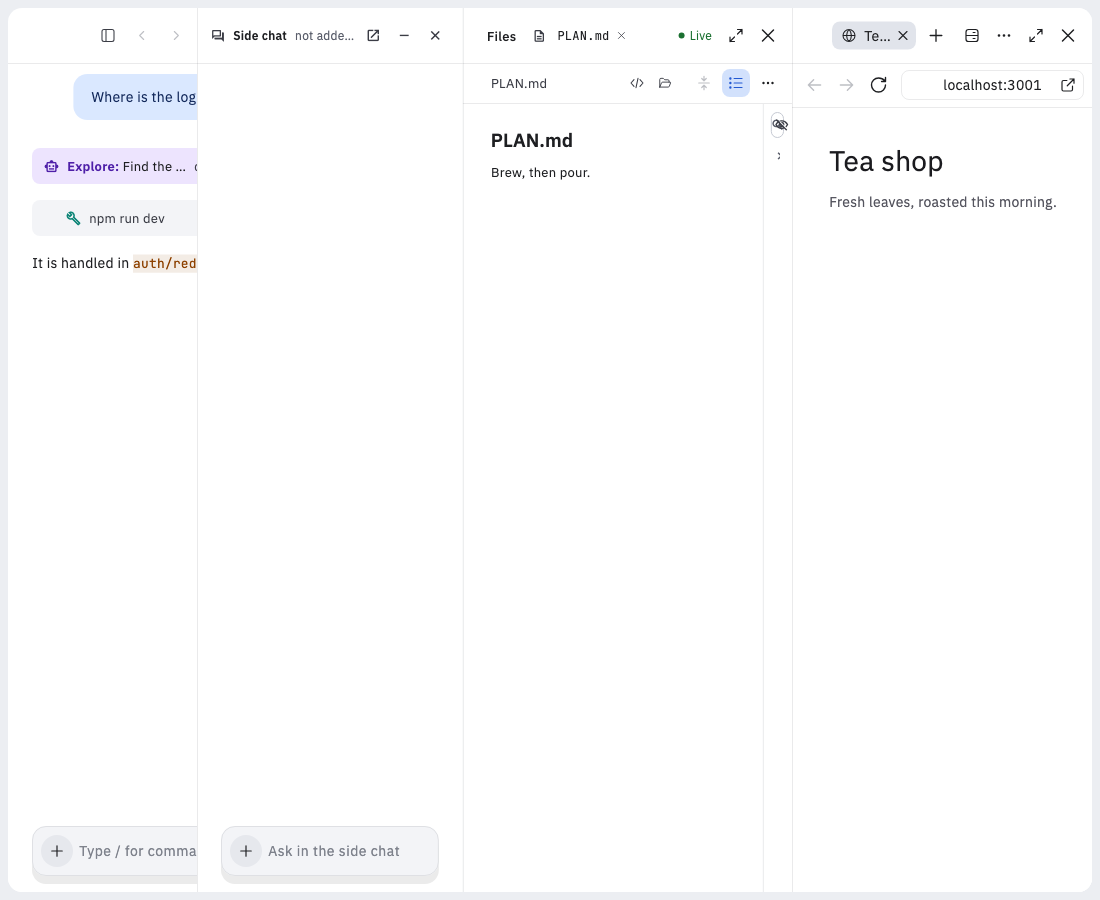 Where is the log
Explore: Find the ...
npm run dev
It is handled in auth/red
Type / for comma
Side chat not adde...
Ask in the side chat
Files PLAN.md Live
PLAN.md
PLAN.md
Brew, then pour.
Te...
localhost:3001
Tea shop
Fresh leaves, roasted this morning.